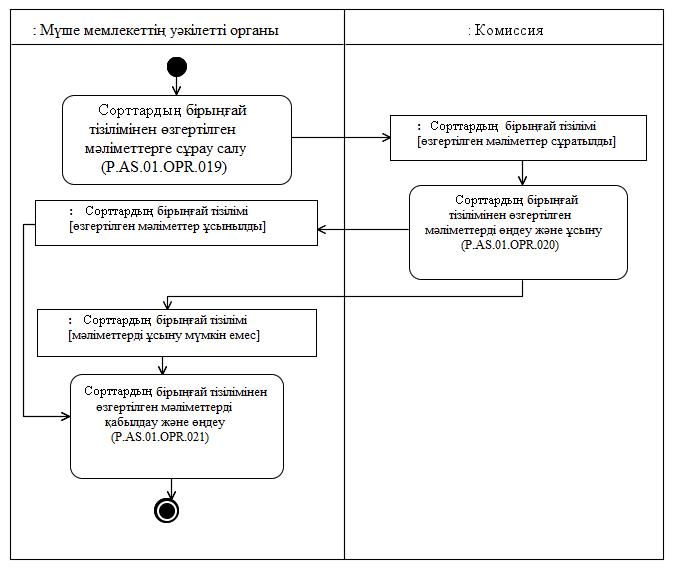 : Мүше мемлекеттің уәкілетті органы
: Комиссия
Сорттардың бірыңғай
тізілімінен өзгертілген
мәліметтерге сұрау салу
(P.AS.01.OPR.019)
: Сорттардың бірыңғай тізілімі
[өзгертілген мәліметтер сұратылды]
Сорттардың бірыңғай
тізілімінен өзгертілген
мәліметтерді өңдеу және ұсыну
(P.AS.01.OPR.020)
: Сорттардың бірыңғай тізілімі
[өзгертілген мәліметтер ұсынылды]
: Сорттардың бірыңғай тізілімі
[мәліметтерді ұсыну мүмкін емес]
Сорттардың бірыңғай тізілімінен
өзгертілген мәліметтерді
қабылдау және өңдеу
(P.AS.01.OPR.021)